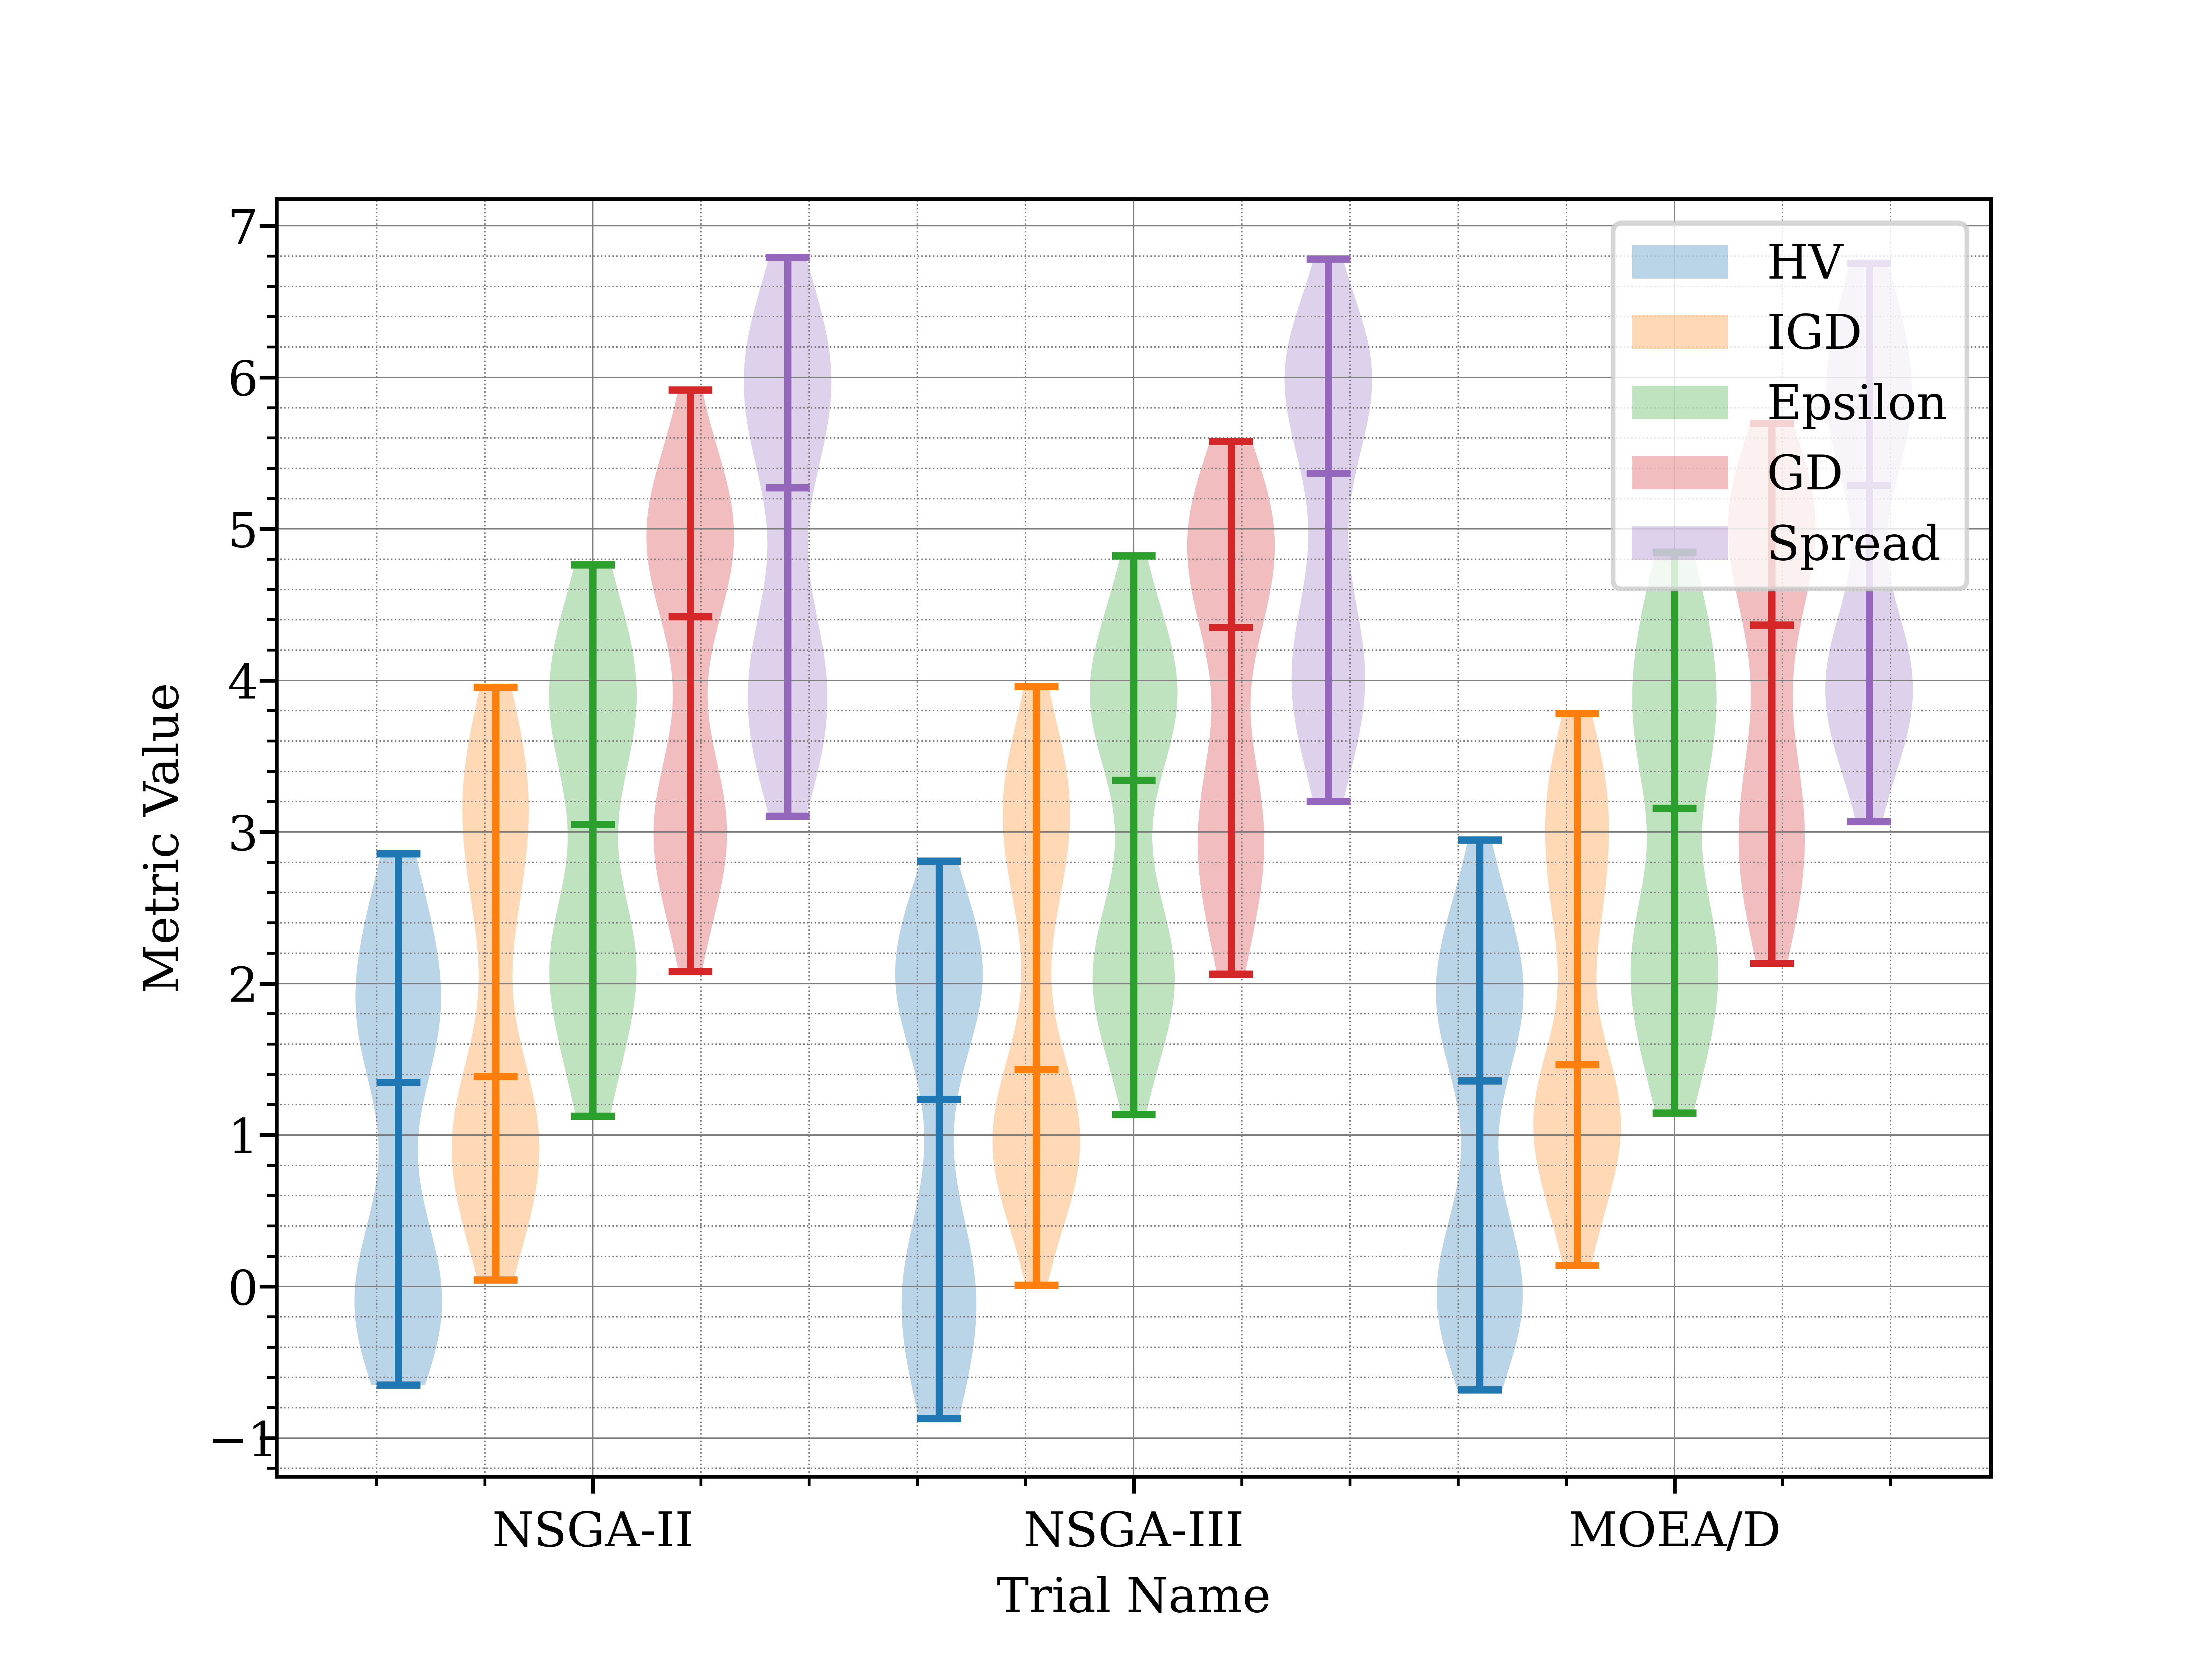 7
6
5
4
3
2
1
0
−1
Metric Value
HV
IGD
Epsilon
GD
Spread
NSGA-II
NSGA-III
MOEA/D
Trial Name